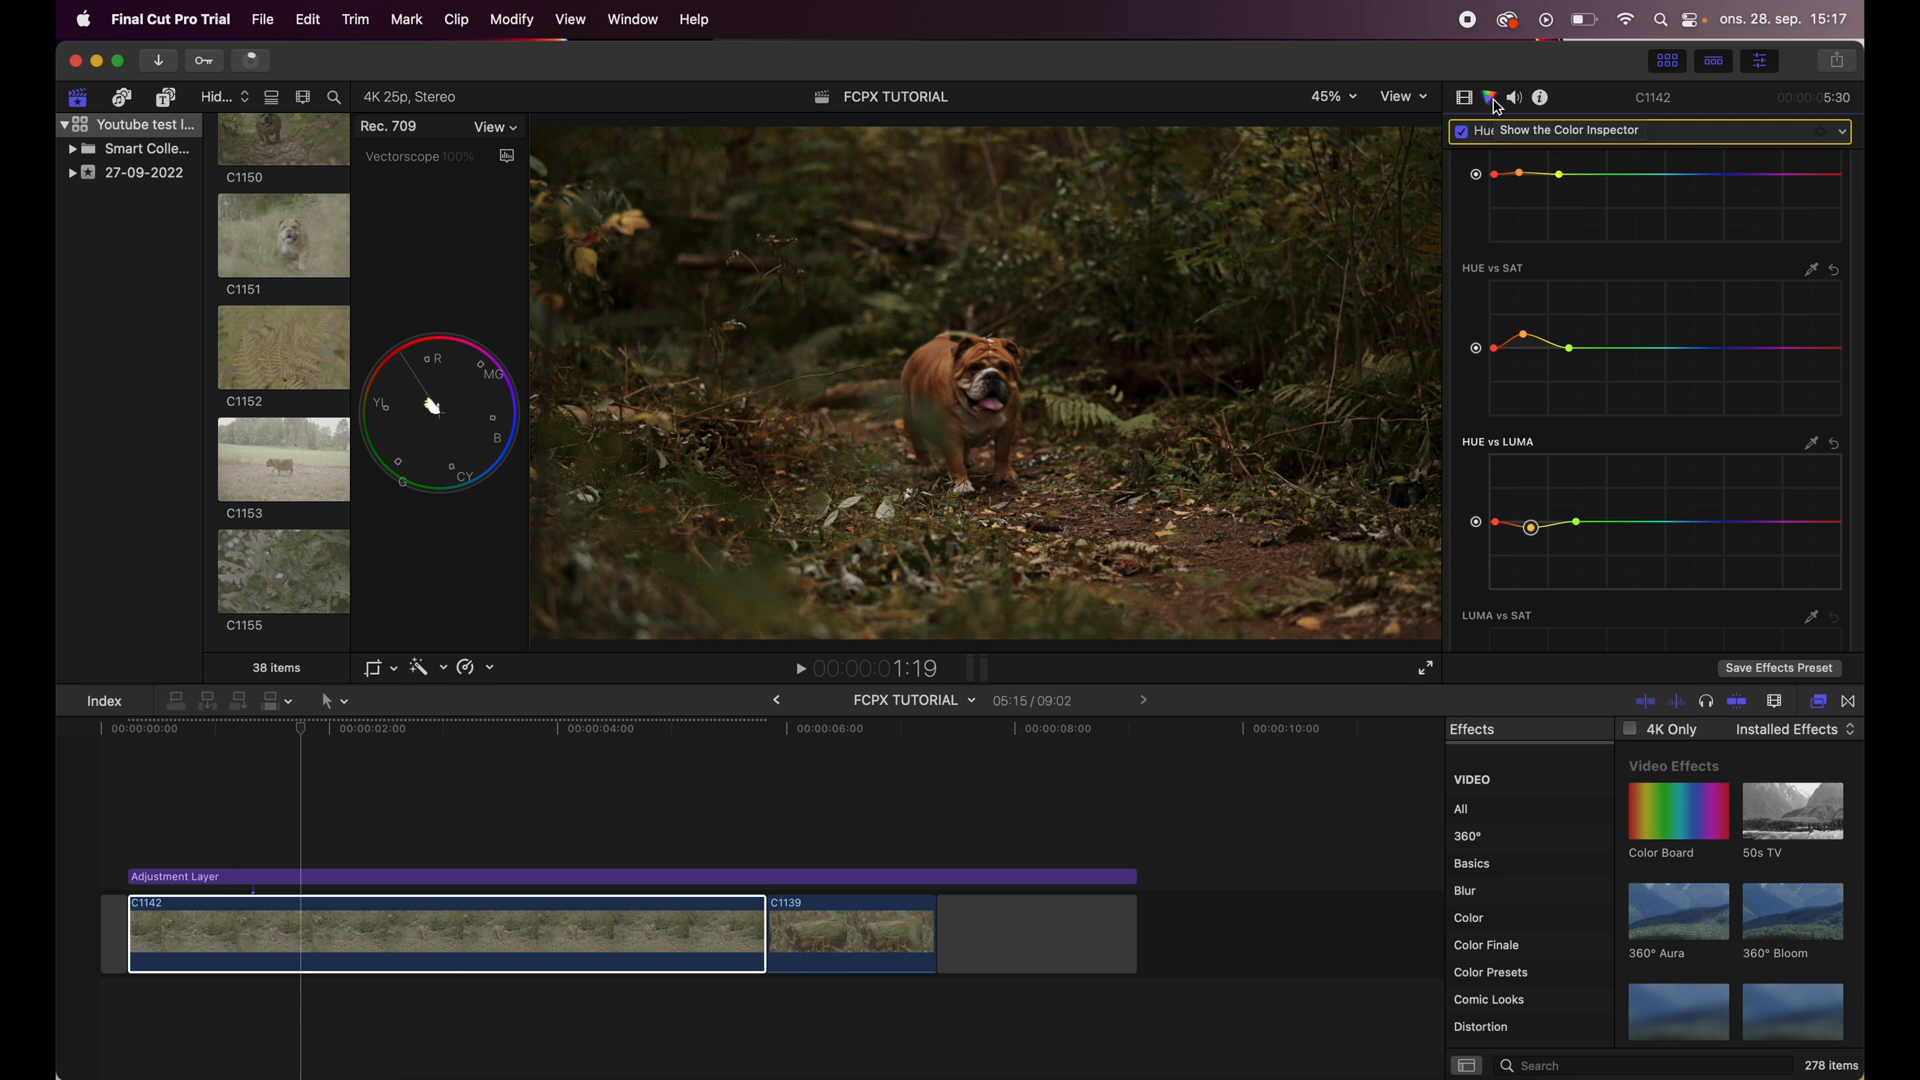 Final Cut Pro Trial File Edit Trim Mark Clip Modify View Window Help ons. 28. sep. 15:17
Hid... 4K 25p, Stereo FCPX TUTORIAL 45% View C1142 00:00:05:30
Youtube test l...
Smart Colle...
27-09-2022
C1150
C1151
C1152
C1153
C1155
38 items
Rec. 709 View
Vectorscope 100%
R
MG
YL
B
CY
G
Hue Show the Color Inspector
HUE vs SAT
HUE vs LUMA
LUMA vs SAT
00:00:01:19
Save Effects Preset
Index FCPX TUTORIAL 05:15 / 09:02
00:00:00:00 00:00:02:00 00:00:04:00 00:00:06:00 00:00:08:00 00:00:10:00
Adjustment Layer
C1142 C1139
Effects 4K Only Installed Effects
VIDEO
All
360°
Basics
Blur
Color
Color Finale
Color Presets
Comic Looks
Distortion
Video Effects
Color Board 50s TV
360° Aura 360° Bloom
Search 278 items